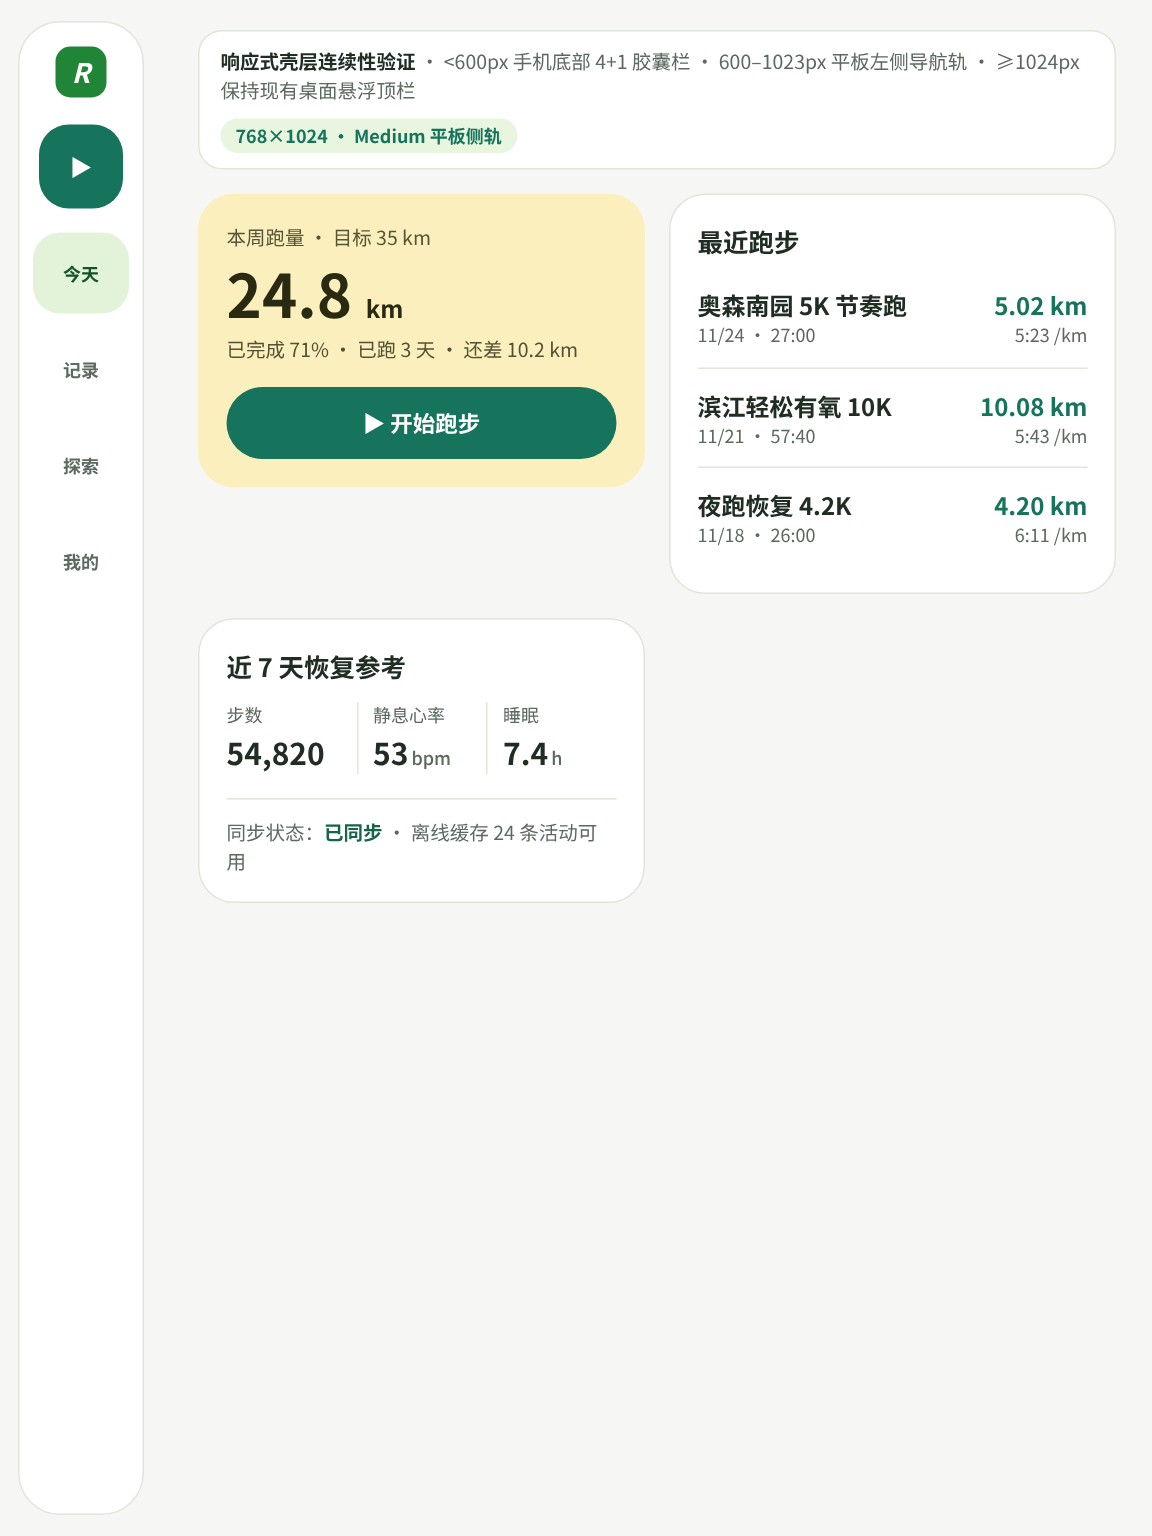 R
▶
今天
记录
探索
我的
响应式壳层连续性验证 · <600px 手机底部 4+1 胶囊栏 · 600–1023px 平板左侧导航轨 · ≥1024px
保持现有桌面悬浮顶栏
768×1024 · Medium 平板侧轨
本周跑量 · 目标 35 km
24.8 km
已完成 71% · 已跑 3 天 · 还差 10.2 km
▶ 开始跑步
最近跑步
奥森南园 5K 节奏跑 5.02 km
11/24 · 27:00 5:23 /km
滨江轻松有氧 10K 10.08 km
11/21 · 57:40 5:43 /km
夜跑恢复 4.2K 4.20 km
11/18 · 26:00 6:11 /km
近 7 天恢复参考
步数 静息心率 睡眠
54,820 53 bpm 7.4 h
同步状态：已同步 · 离线缓存 24 条活动可
用